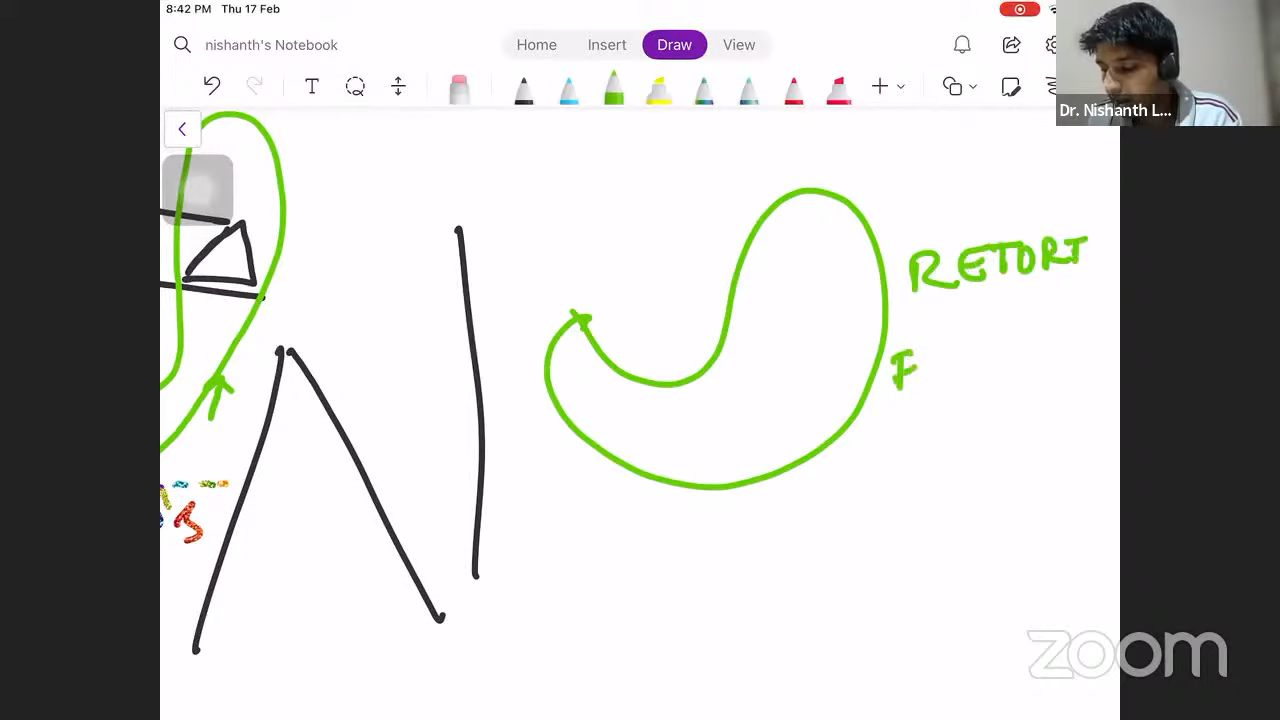 8:42 PM Thu 17 Feb
nishanth's Notebook
Home Insert Draw View
Dr. Nishanth L...
RETORT
F
zoom